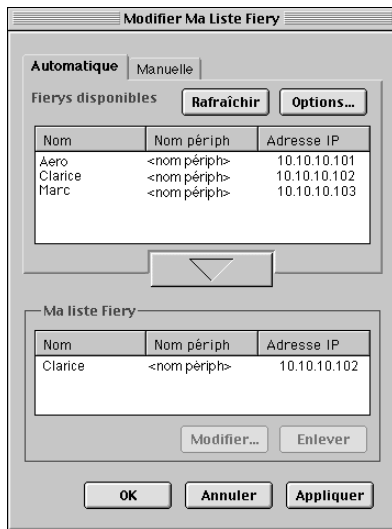 Modifier Ma Liste Fiery
Automatique Manuelle
Fierys disponibles Rafraîchir Options...
Nom Nom périph Adresse IP
Aero <nom périph> 10.10.10.101
Clarice <nom périph> 10.10.10.102
Marc <nom périph> 10.10.10.103
Ma liste Fiery
Nom Nom périph Adresse IP
Clarice <nom périph> 10.10.10.102
Modifier... Enlever
OK Annuler Appliquer